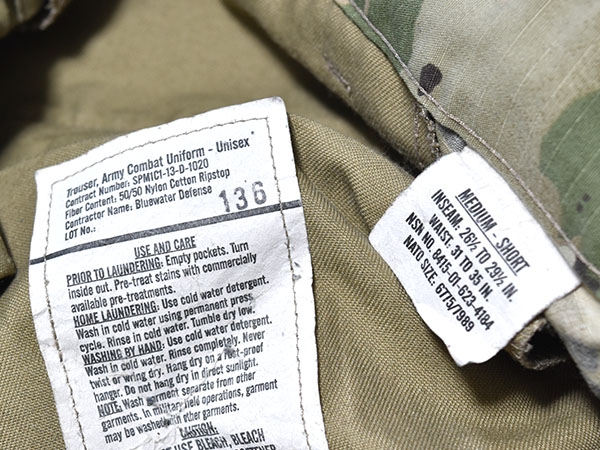 Trouser, Army Combat Uniform - Unisex
Contract Number: SPM1C1-13-D-1020
Fiber Content: 50/50 Nylon Cotton Ripstop
Contractor Name: Bluewater Defense
LOT No.: 136
USE AND CARE
PRIOR TO LAUNDERING: Empty pockets. Turn
inside out. Pre-treat stains with commercially
available pre-treatments.
HOME LAUNDERING: Use cold water detergent.
Wash in cold water using permanent press
cycle. Rinse in cold water. Tumble dry low.
WASHING BY HAND: Use cold water detergent.
Wash in cold water. Rinse completely. Never
twist or wring dry. Hang dry on a rust-proof
hanger. Do not hang dry in direct sunlight.
NOTE: Wash garment separate from other
garments. In military field operations, garment
may be washed with other garments.
CAUTION:
USE BLEACH, BLEACH
MEDIUM - SHORT
INSEAM: 26½ TO 29½ IN.
WAIST: 31 TO 35 IN.
NSN NO. 8415-01-623-4184
NATO SIZE: 6775/7989